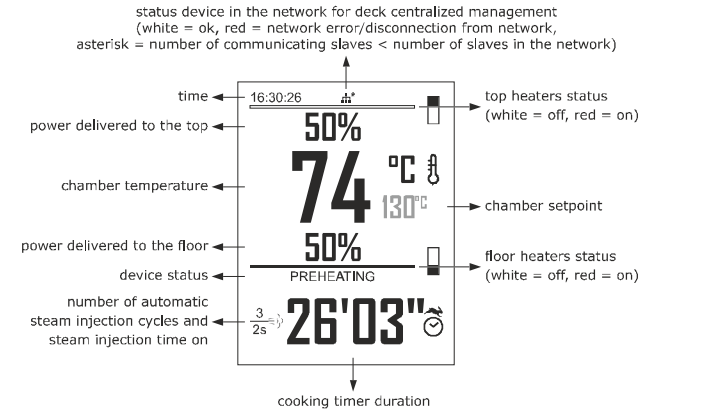 status device in the network for deck centralized management
(white = ok, red = network error/disconnection from network,
asterisk = number of communicating slaves < number of slaves in the network)
time
16:30:26
*
top heaters status
(white = off, red = on)
power delivered to the top
50%
chamber temperature
74
°C
130°C
chamber setpoint
power delivered to the floor
50%
floor heaters status
(white = off, red = on)
device status
PREHEATING
number of automatic
steam injection cycles and
steam injection time on
3
2s
26'03"
cooking timer duration